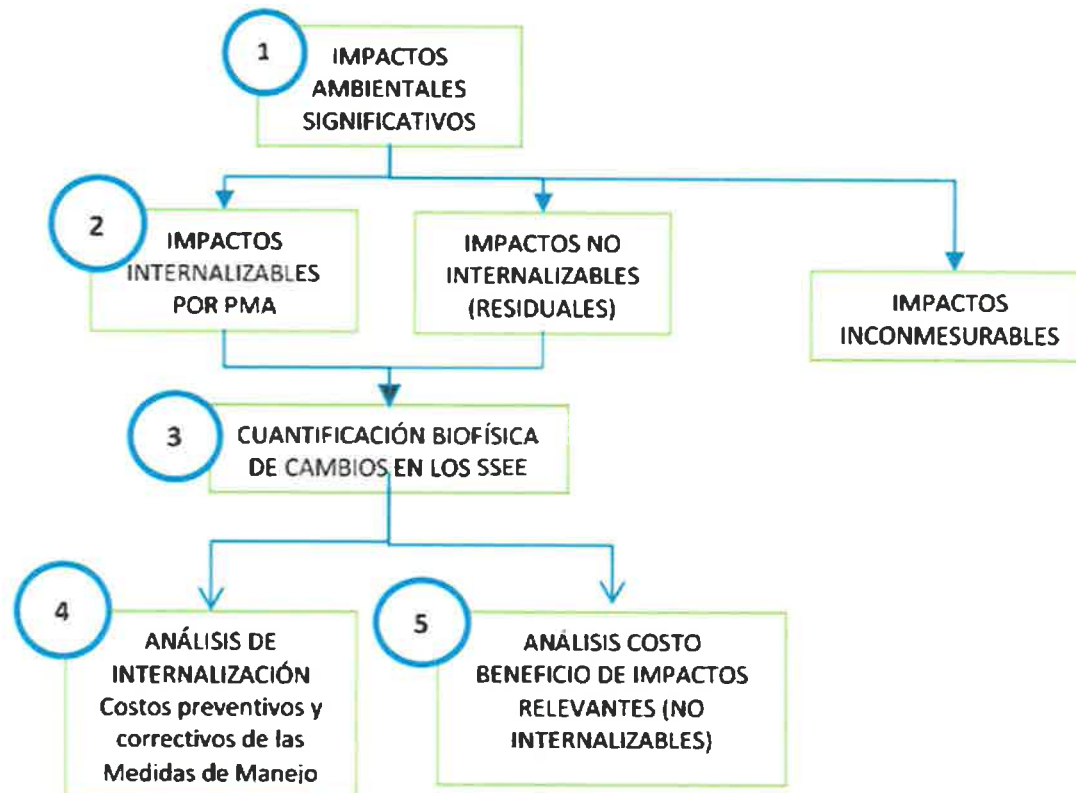 1
IMPACTOS
AMBIENTALES
SIGNIFICATIVOS
2
IMPACTOS
INTERNALIZABLES
POR PMA
IMPACTOS NO
INTERNALIZABLES
(RESIDUALES)
IMPACTOS
INCONMESURABLES
3
CUANTIFICACIÓN BIOFÍSICA
DE CAMBIOS EN LOS SSEE
4
ANÁLISIS DE
INTERNALIZACIÓN
Costos preventivos y
correctivos de las
Medidas de Manejo
5
ANÁLISIS COSTO
BENEFICIO DE IMPACTOS
RELEVANTES (NO
INTERNALIZABLES)